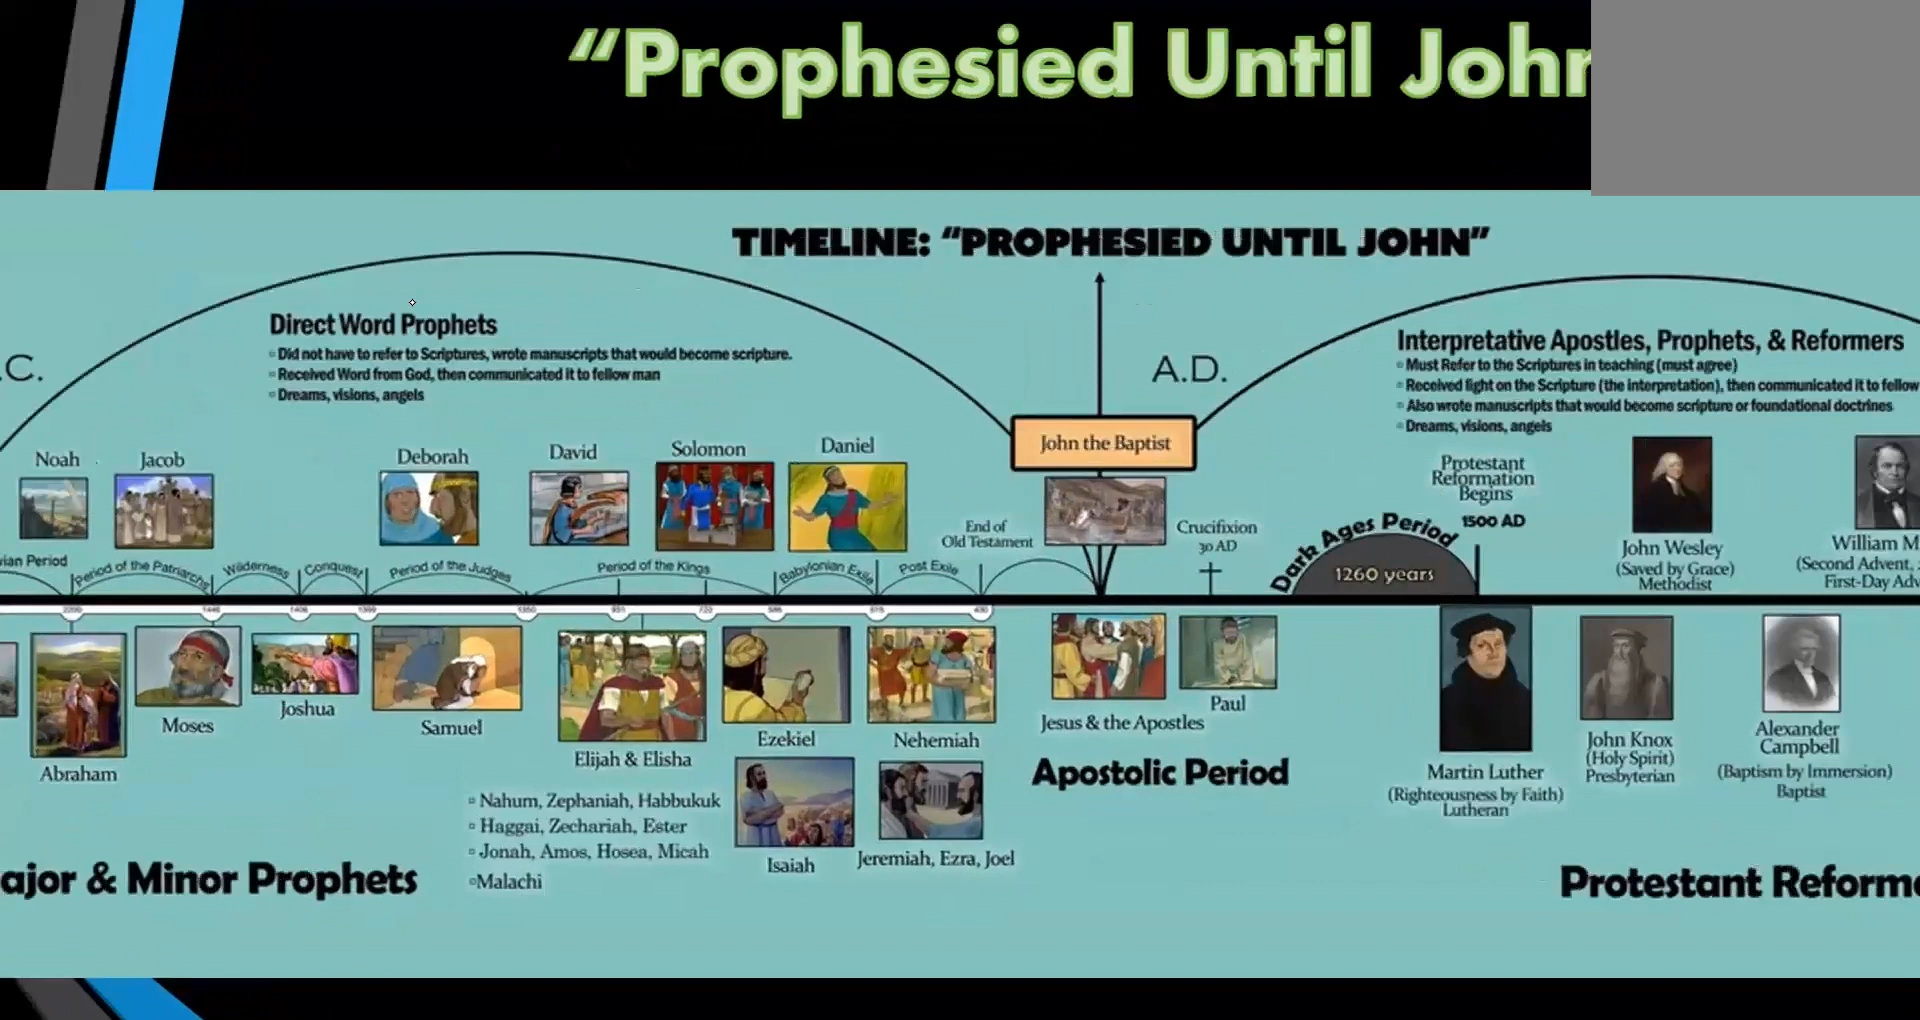 “Prophesied Until John
TIMELINE: “PROPHESIED UNTIL JOHN”
.C.
A.D.
Direct Word Prophets
▫ Did not have to refer to Scriptures, wrote manuscripts that would become scripture.
▫ Received Word from God, then communicated it to fellow man
▫ Dreams, visions, angels
Interpretative Apostles, Prophets, & Reformers
▫ Must Refer to the Scriptures in teaching (must agree)
▫ Received light on the Scripture (the interpretation), then communicated it to fellow
▫ Also wrote manuscripts that would become scripture or foundational doctrines
▫ Dreams, visions, angels
John the Baptist
Noah
Jacob
Deborah
David
Solomon
Daniel
End of
Old Testament
Crucifixion
30 AD
Dark Ages Period
1260 years
Protestant
Reformation
Begins
1500 AD
John Wesley
(Saved by Grace)
Methodist
William M
(Second Advent,
First-Day Adv
vian Period
Period of the Patriarchs
Wilderness
Conquest
Period of the Judges
Period of the Kings
Babylonian Exile
Post Exile
Abraham
Moses
Joshua
Samuel
Elijah & Elisha
Ezekiel
Nehemiah
Jesus & the Apostles
Paul
Apostolic Period
▫ Nahum, Zephaniah, Habbukuk
▫ Haggai, Zechariah, Ester
▫ Jonah, Amos, Hosea, Micah
▫Malachi
Isaiah
Jeremiah, Ezra, Joel
Martin Luther
(Righteousness by Faith)
Lutheran
John Knox
(Holy Spirit)
Presbyterian
Alexander
Campbell
(Baptism by Immersion)
Baptist
ajor & Minor Prophets
Protestant Reforme